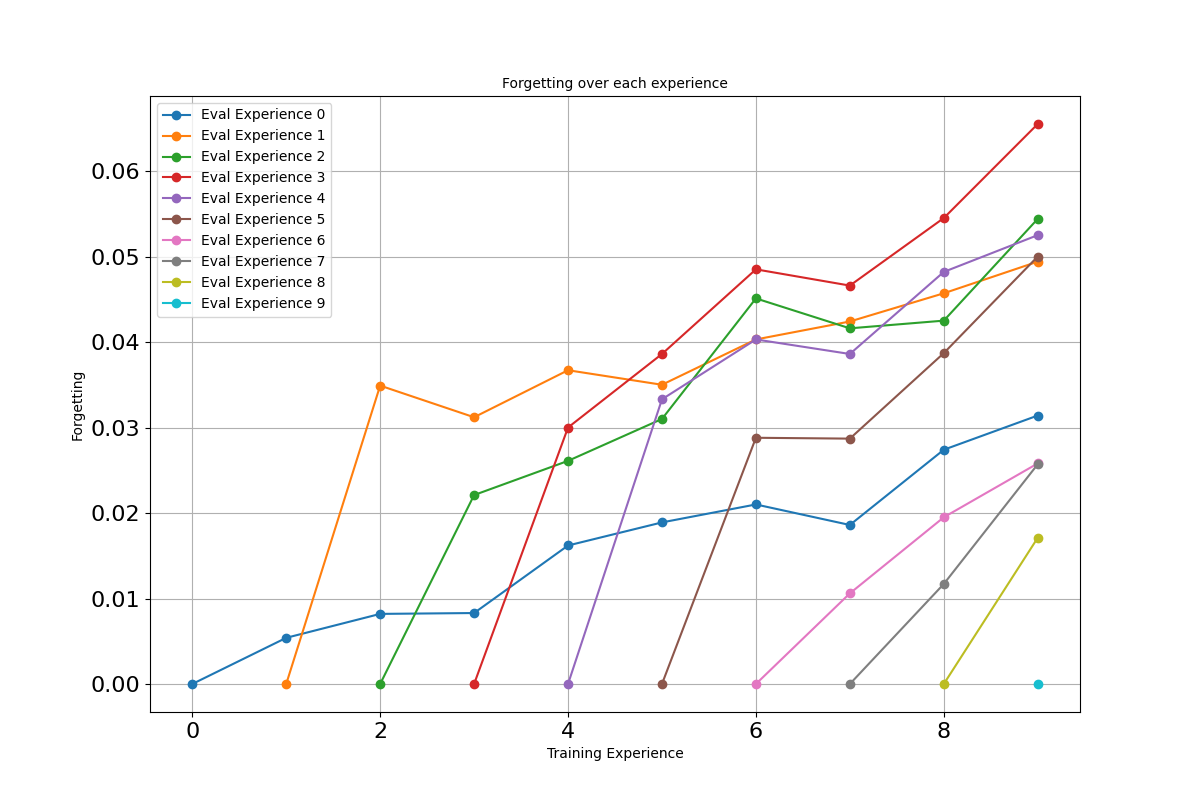 Forgetting over each experience
Eval Experience 0
Eval Experience 1
Eval Experience 2
Eval Experience 3
Eval Experience 4
Eval Experience 5
Eval Experience 6
Eval Experience 7
Eval Experience 8
Eval Experience 9
0.06
0.05
0.04
0.03
0.02
0.01
0.00
Forgetting
0 2 4 6 8
Training Experience